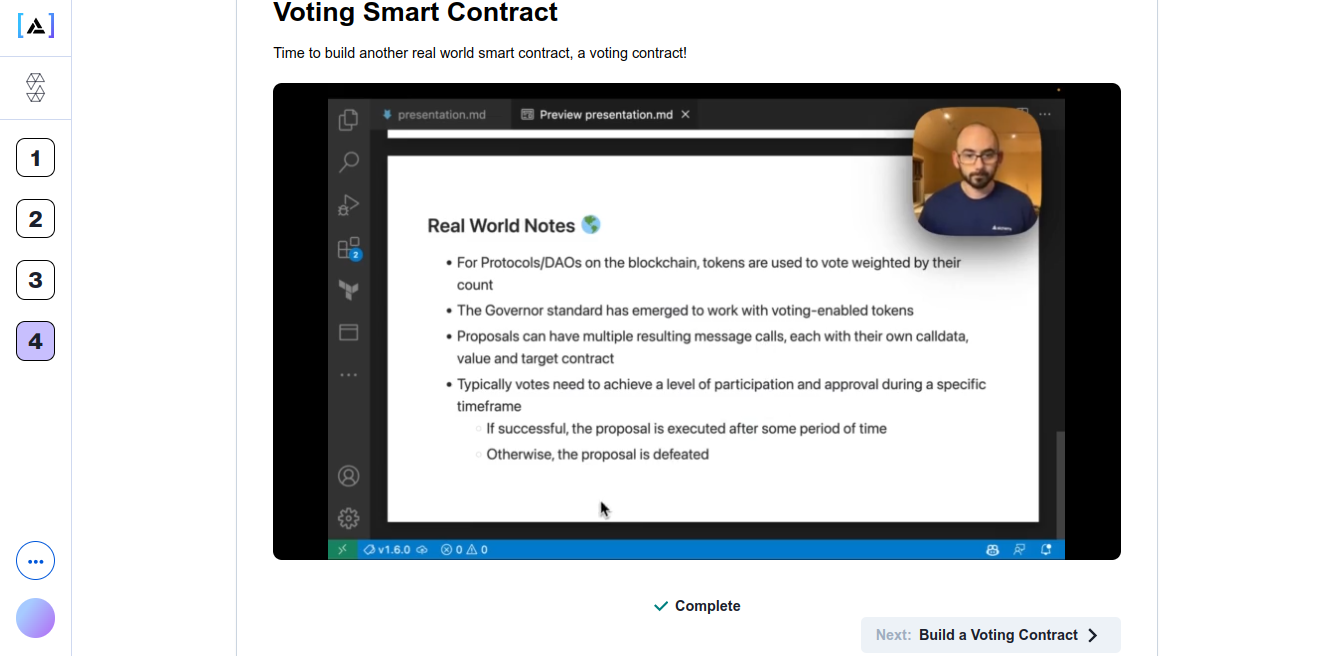 Voting Smart Contract
Time to build another real world smart contract, a voting contract!
1
2
3
4
presentation.md
Preview presentation.md
Real World Notes 🌎
• For Protocols/DAOs on the blockchain, tokens are used to vote weighted by their
count
• The Governor standard has emerged to work with voting-enabled tokens
• Proposals can have multiple resulting message calls, each with their own calldata,
value and target contract
• Typically votes need to achieve a level of participation and approval during a specific
timeframe
○ If successful, the proposal is executed after some period of time
○ Otherwise, the proposal is defeated
2
v1.6.0
0
0
Complete
Next: Build a Voting Contract